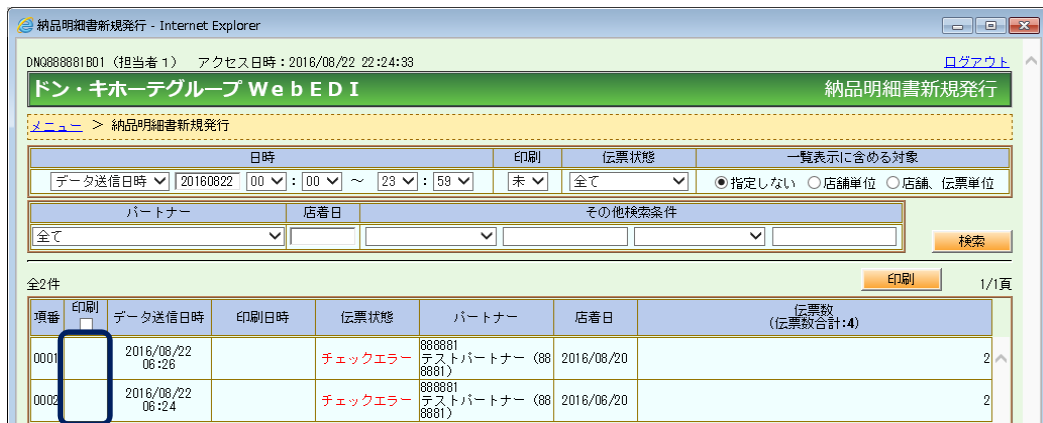 納品明細書新規発行 - Internet Explorer
DNQ888881B01 (担当者1) アクセス日時:2016/08/22 22:24:33 ログアウト
ドン・キホーテグループ WebEDI 納品明細書新規発行
メニュー > 納品明細書新規発行
日時 印刷 伝票状態 一覧表示に含める対象
データ送信日時 20160822 00 : 00 ~ 23 : 59 未 全て 指定しない 店舗単位 店舗、伝票単位
パートナー 店着日 その他検索条件
全て
検索
全2件 印刷 1/1頁
項番 印刷 データ送信日時 印刷日時 伝票状態 パートナー 店着日 伝票数
(伝票数合計:4)
0001 2016/08/22
06:26 チェックエラー 888881
テストパートナー (88
8881) 2016/08/20 2
0002 2016/08/22
06:24 チェックエラー 888881
テストパートナー (88
8881) 2016/06/20 2